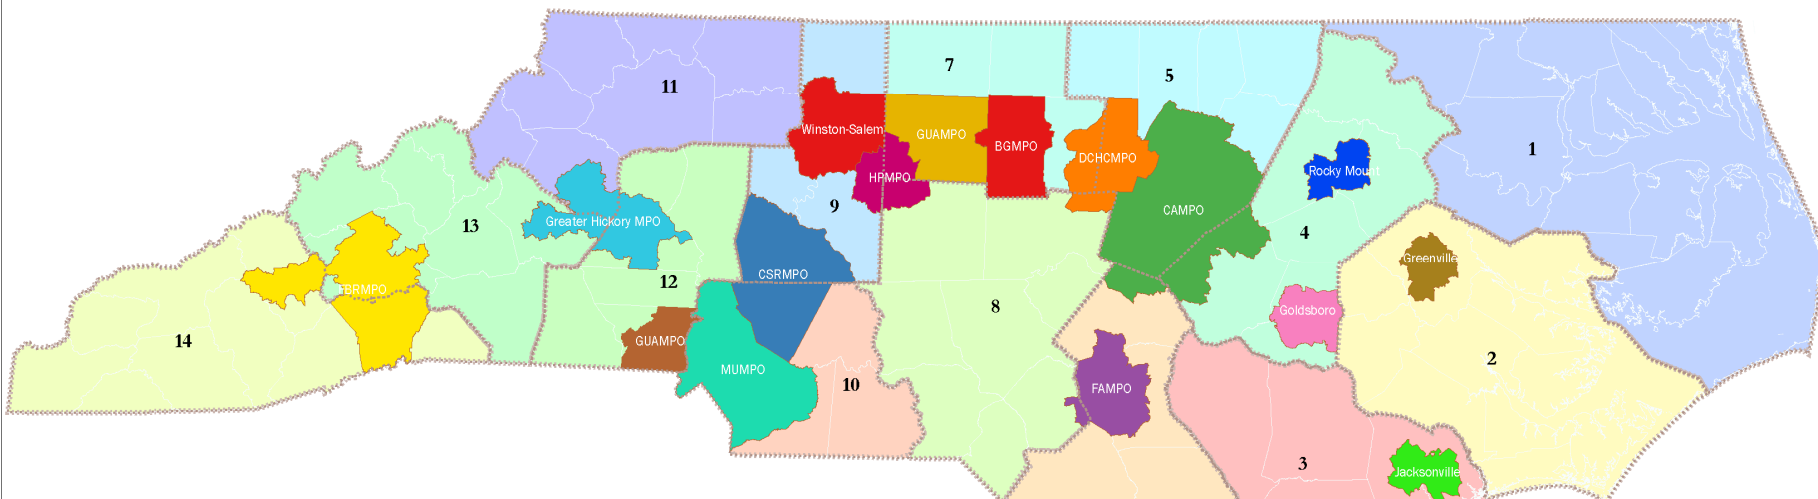 11
7
5
1
Winston-Salem
GUAMPO
BGMPO
DCHCMPO
Rocky Mount
HPMPO
9
CAMPO
4
13
Greater Hickory MPO
Greenville
FBRMPO
CSRMPO
12
8
Goldsboro
14
GUAMPO
MUMPO
10
FAMPO
2
3
Jacksonville